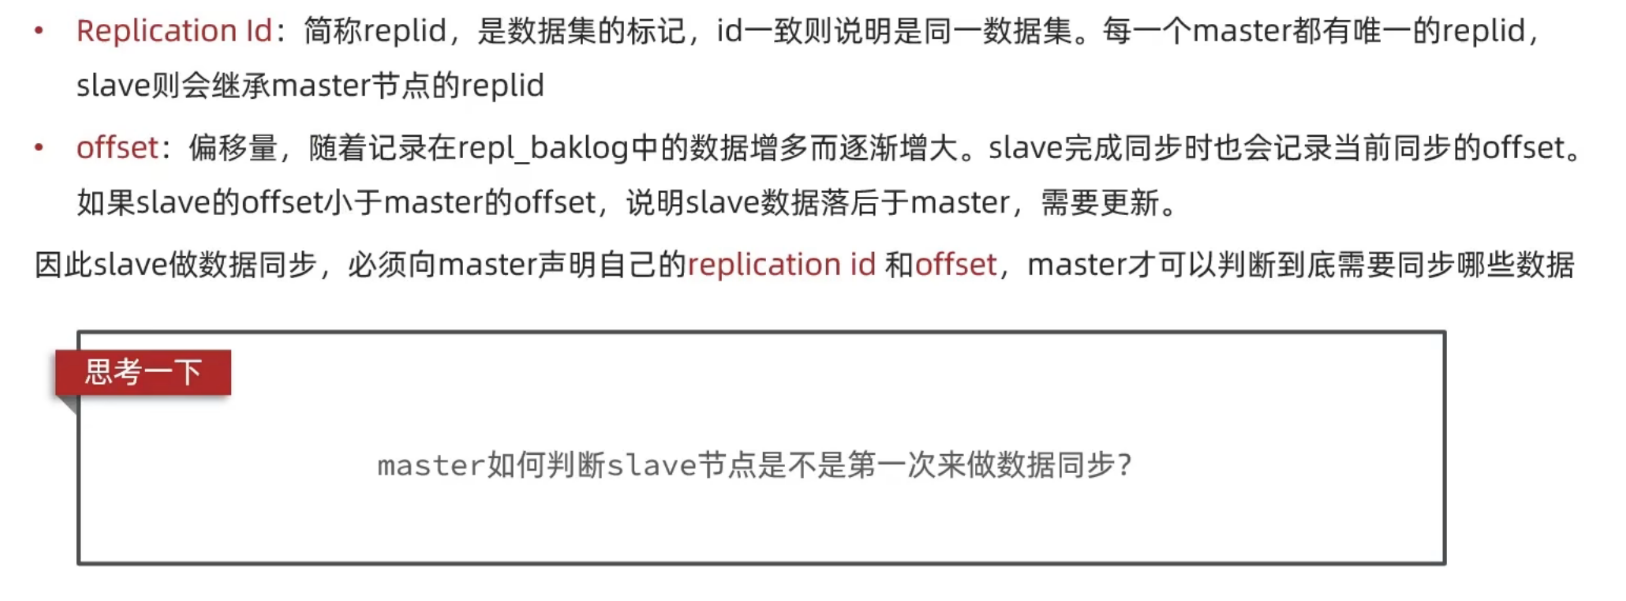 • Replication Id：简称replid，是数据集的标记，id一致则说明是同一数据集。每一个master都有唯一的replid，
slave则会继承master节点的replid
• offset：偏移量，随着记录在repl_baklog中的数据增多而逐渐增大。slave完成同步时也会记录当前同步的offset。
如果slave的offset小于master的offset，说明slave数据落后于master，需要更新。
因此slave做数据同步，必须向master声明自己的replication id 和offset，master才可以判断到底需要同步哪些数据
思考一下
master如何判断slave节点是不是第一次来做数据同步？